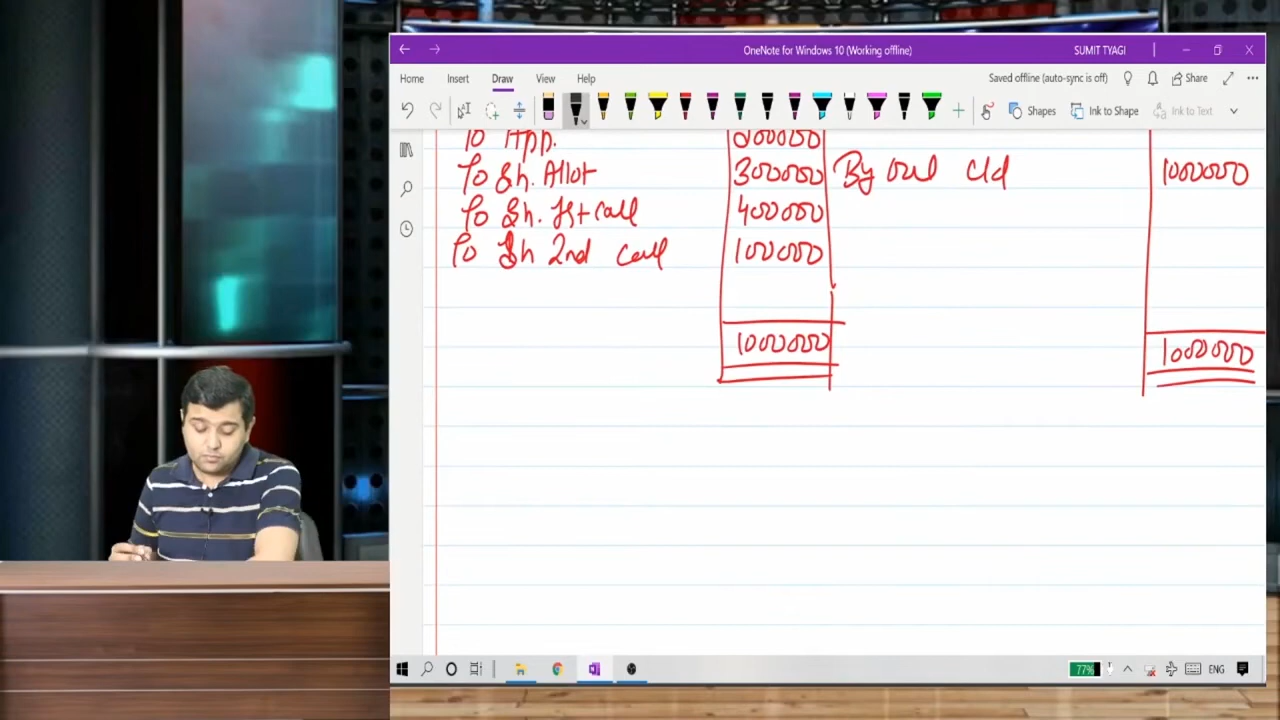 OneNote for Windows 10 (Working offline)
SUMIT TYAGI
Home Insert Draw View Help
Saved offline (auto-sync is off)
Share
Shapes
Ink to Shape
Ink to Text
To App.
To Sh. Allot 300000 By Bal c/d 1000000
To Sh. 1st call 400000
To Sh 2nd call 100000
1000000 1000000
77%
ENG